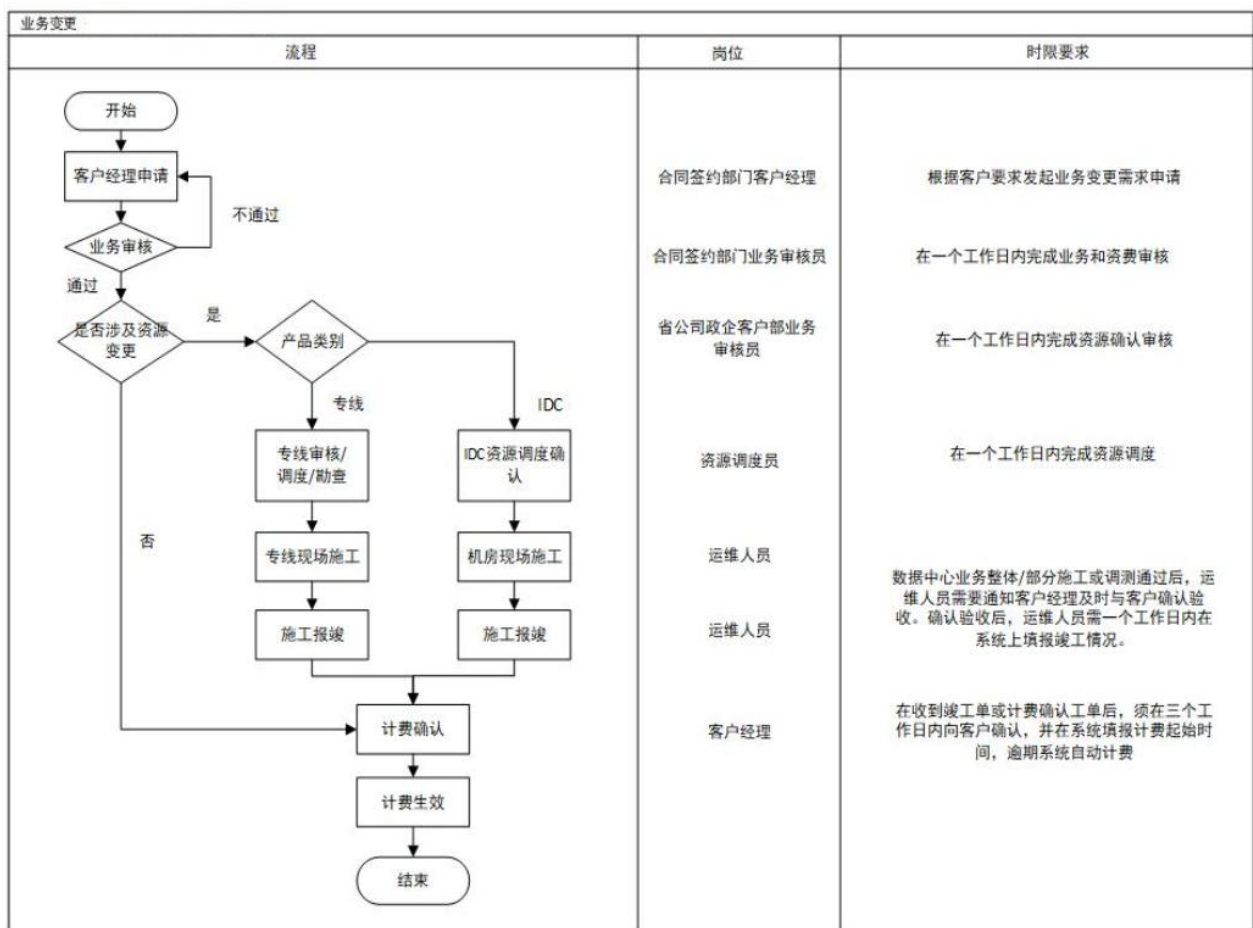 业务变更
流程
岗位
时限要求
开始
客户经理申请
合同签约部门客户经理
根据客户要求发起业务变更需求申请
不通过
业务审核
合同签约部门业务审核员
在一个工作日内完成业务和资费审核
通过
是否涉及资源
变更
是
产品类别
省公司政企客户部业务
审核员
在一个工作日内完成资源确认审核
专线
IDC
专线审核/
调度/勘查
IDC资源调度确
认
资源调度员
在一个工作日内完成资源调度
否
专线现场施工
机房现场施工
运维人员
施工报竣
施工报竣
运维人员
数据中心业务整体/部分施工或调测通过后，运
维人员需要通知客户经理及时与客户确认验
收。确认验收后，运维人员需一个工作日内在
系统上填报竣工情况。
计费确认
客户经理
在收到竣工单或计费确认工单后，须在三个工
作日内向客户确认，并在系统填报计费起始时
间，逾期系统自动计费
计费生效
结束